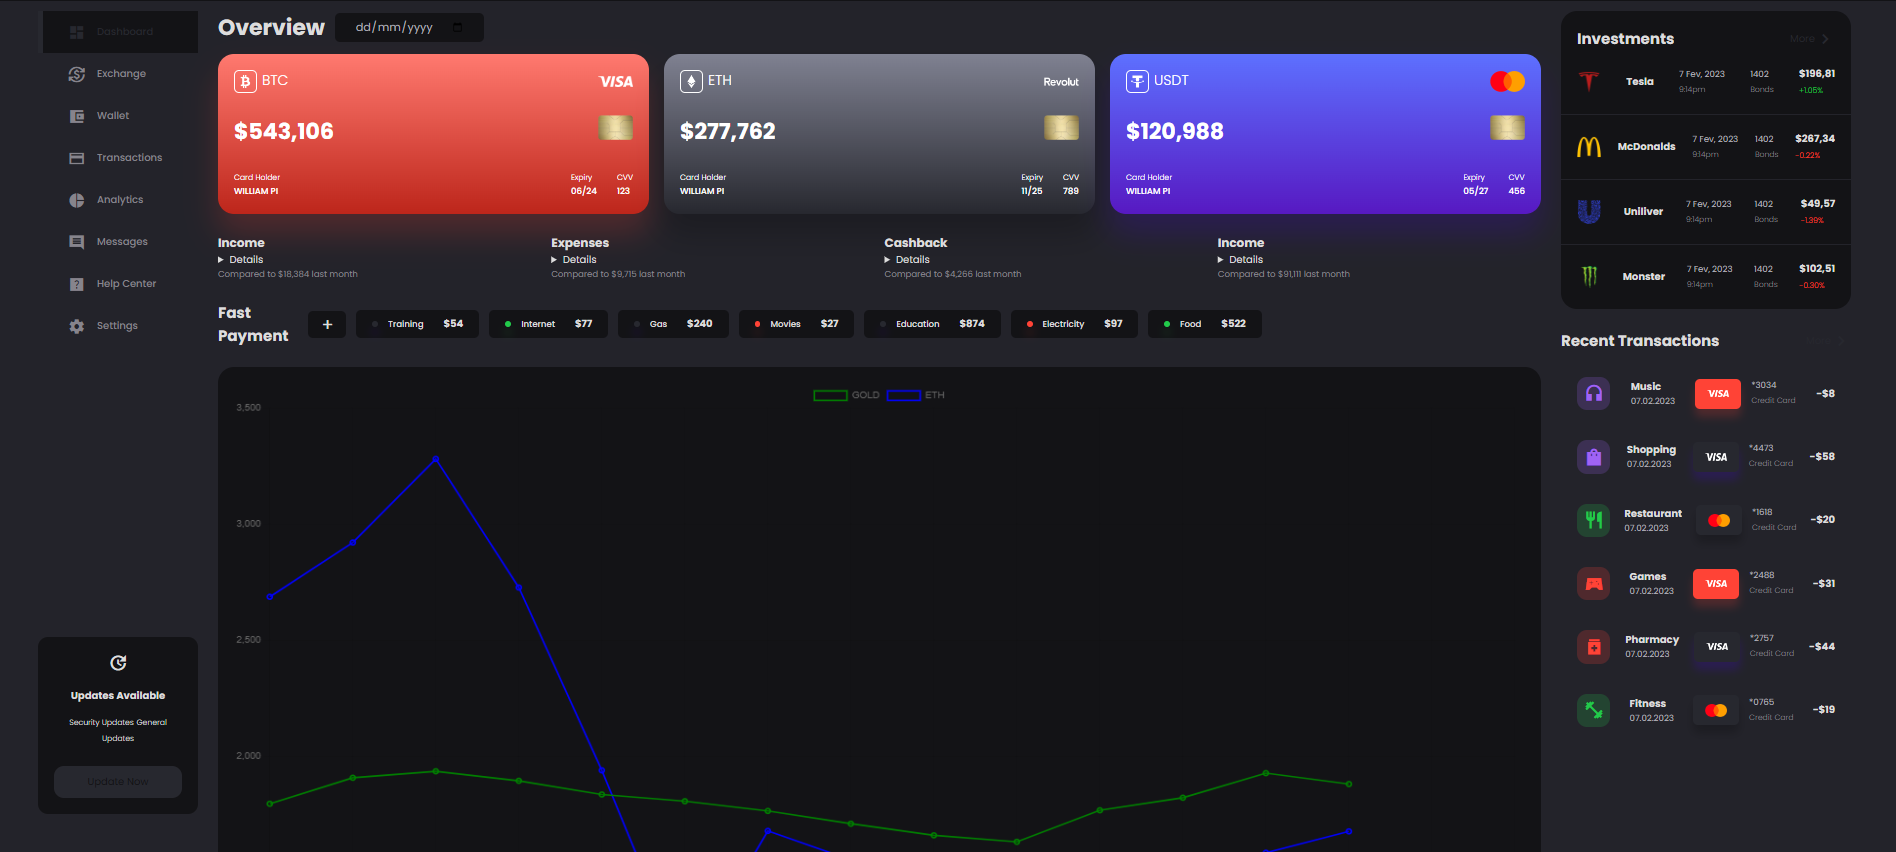 Dashboard
Exchange
Wallet
Transactions
Analytics
Messages
Help Center
Settings
Updates Available
Security Updates General
Updates
Update Now
Overview
dd/mm/yyyy
BTC
VISA
$543,106
Card Holder
WILLIAM PI
Expiry
06/24
CVV
123
ETH
Revolut
$277,762
Card Holder
WILLIAM PI
Expiry
11/25
CVV
789
USDT
$120,988
Card Holder
WILLIAM PI
Expiry
05/27
CVV
456
Income
Details
Compared to $18,384 last month
Expenses
Details
Compared to $9,715 last month
Cashback
Details
Compared to $4,266 last month
Income
Details
Compared to $91,111 last month
Fast
Payment
+
Training $54
Internet $77
Gas $240
Movies $27
Education $874
Electricity $97
Food $522
GOLD ETH
3,500
3,000
2,500
2,000
Investments
More
Tesla
7 Fev, 2023
9:14pm
1402
Bonds
$196,81
+1.05%
McDonalds
7 Fev, 2023
9:14pm
1402
Bonds
$267,34
-0.22%
Uniliver
7 Fev, 2023
9:14pm
1402
Bonds
$49,57
-1.39%
Monster
7 Fev, 2023
9:14pm
1402
Bonds
$102,51
-0.30%
Recent Transactions
Music
07.02.2023
VISA
*3034
Credit Card
-$8
Shopping
07.02.2023
VISA
*4473
Credit Card
-$58
Restaurant
07.02.2023
*1618
Credit Card
-$20
Games
07.02.2023
VISA
*2488
Credit Card
-$31
Pharmacy
07.02.2023
VISA
*2757
Credit Card
-$44
Fitness
07.02.2023
*0765
Credit Card
-$19